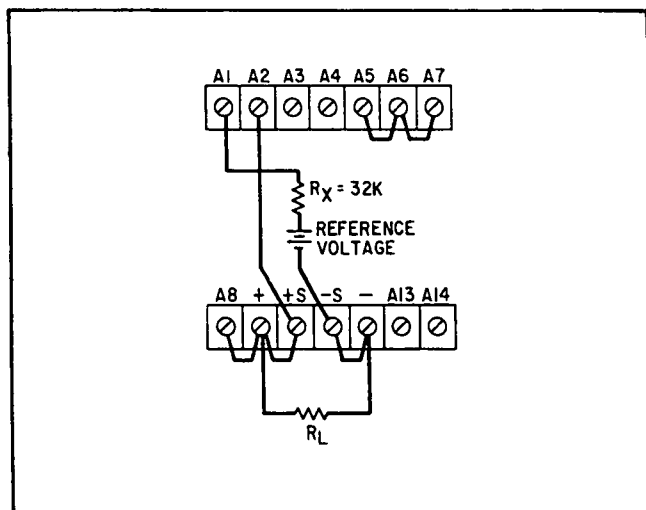 A1 A2 A3 A4 A5 A6 A7
RX = 32K
REFERENCE
VOLTAGE
A8 + +S -S - A13 A14
RL